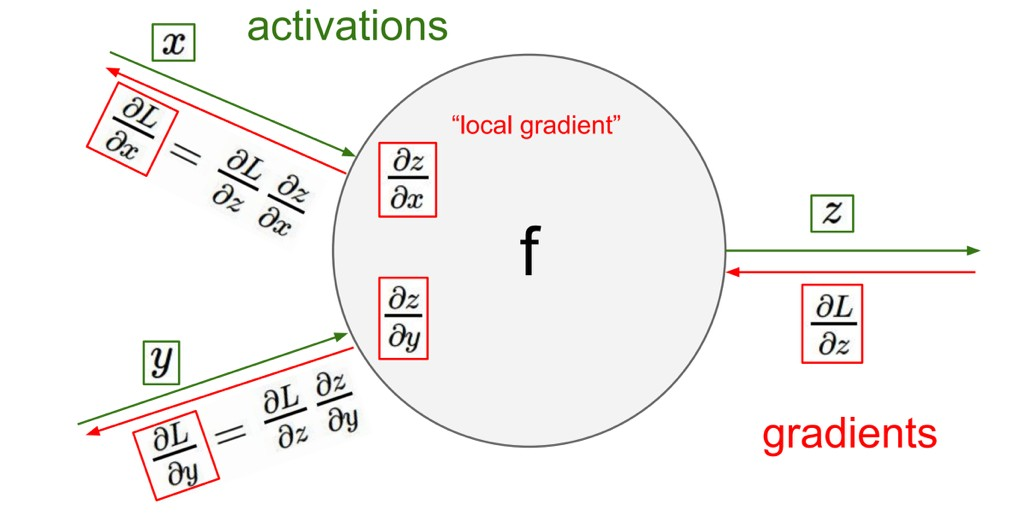 activations
x
∂L/∂x = ∂L/∂z ∂z/∂x
“local gradient”
∂z/∂x
f
z
∂L/∂z
∂z/∂y
y
∂L/∂y = ∂L/∂z ∂z/∂y
gradients